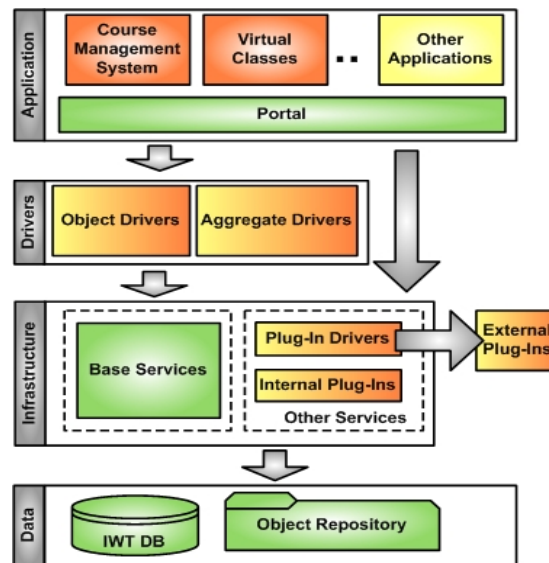 Application
Course
Management
System
Virtual
Classes
..
Other
Applications
Portal
Drivers
Object Drivers
Aggregate Drivers
Infrastructure
Base Services
Plug-In Drivers
Internal Plug-Ins
Other Services
External
Plug-Ins
Data
IWT DB
Object Repository